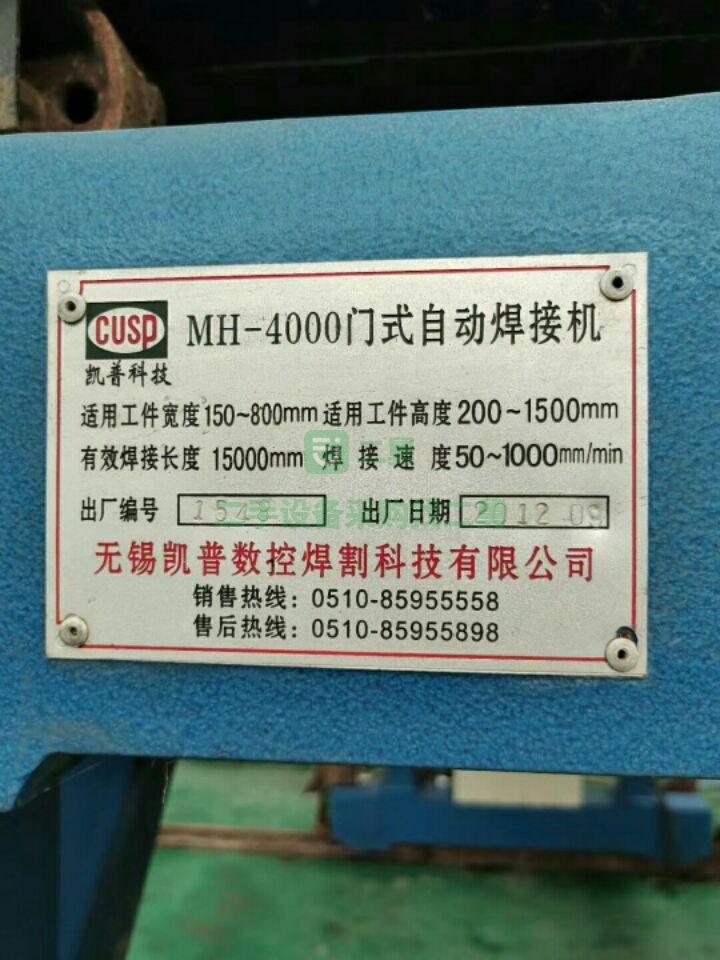 CUSP
凯普科技
MH-4000门式自动焊接机
适用工件宽度150~800mm 适用工件高度200~1500mm
有效焊接长度 15000mm 焊接速度50~1000mm/min
出厂编号 1548 出厂日期 2012 09
无锡凯普数控焊割科技有限公司
销售热线：0510-85955558
售后热线：0510-85955898